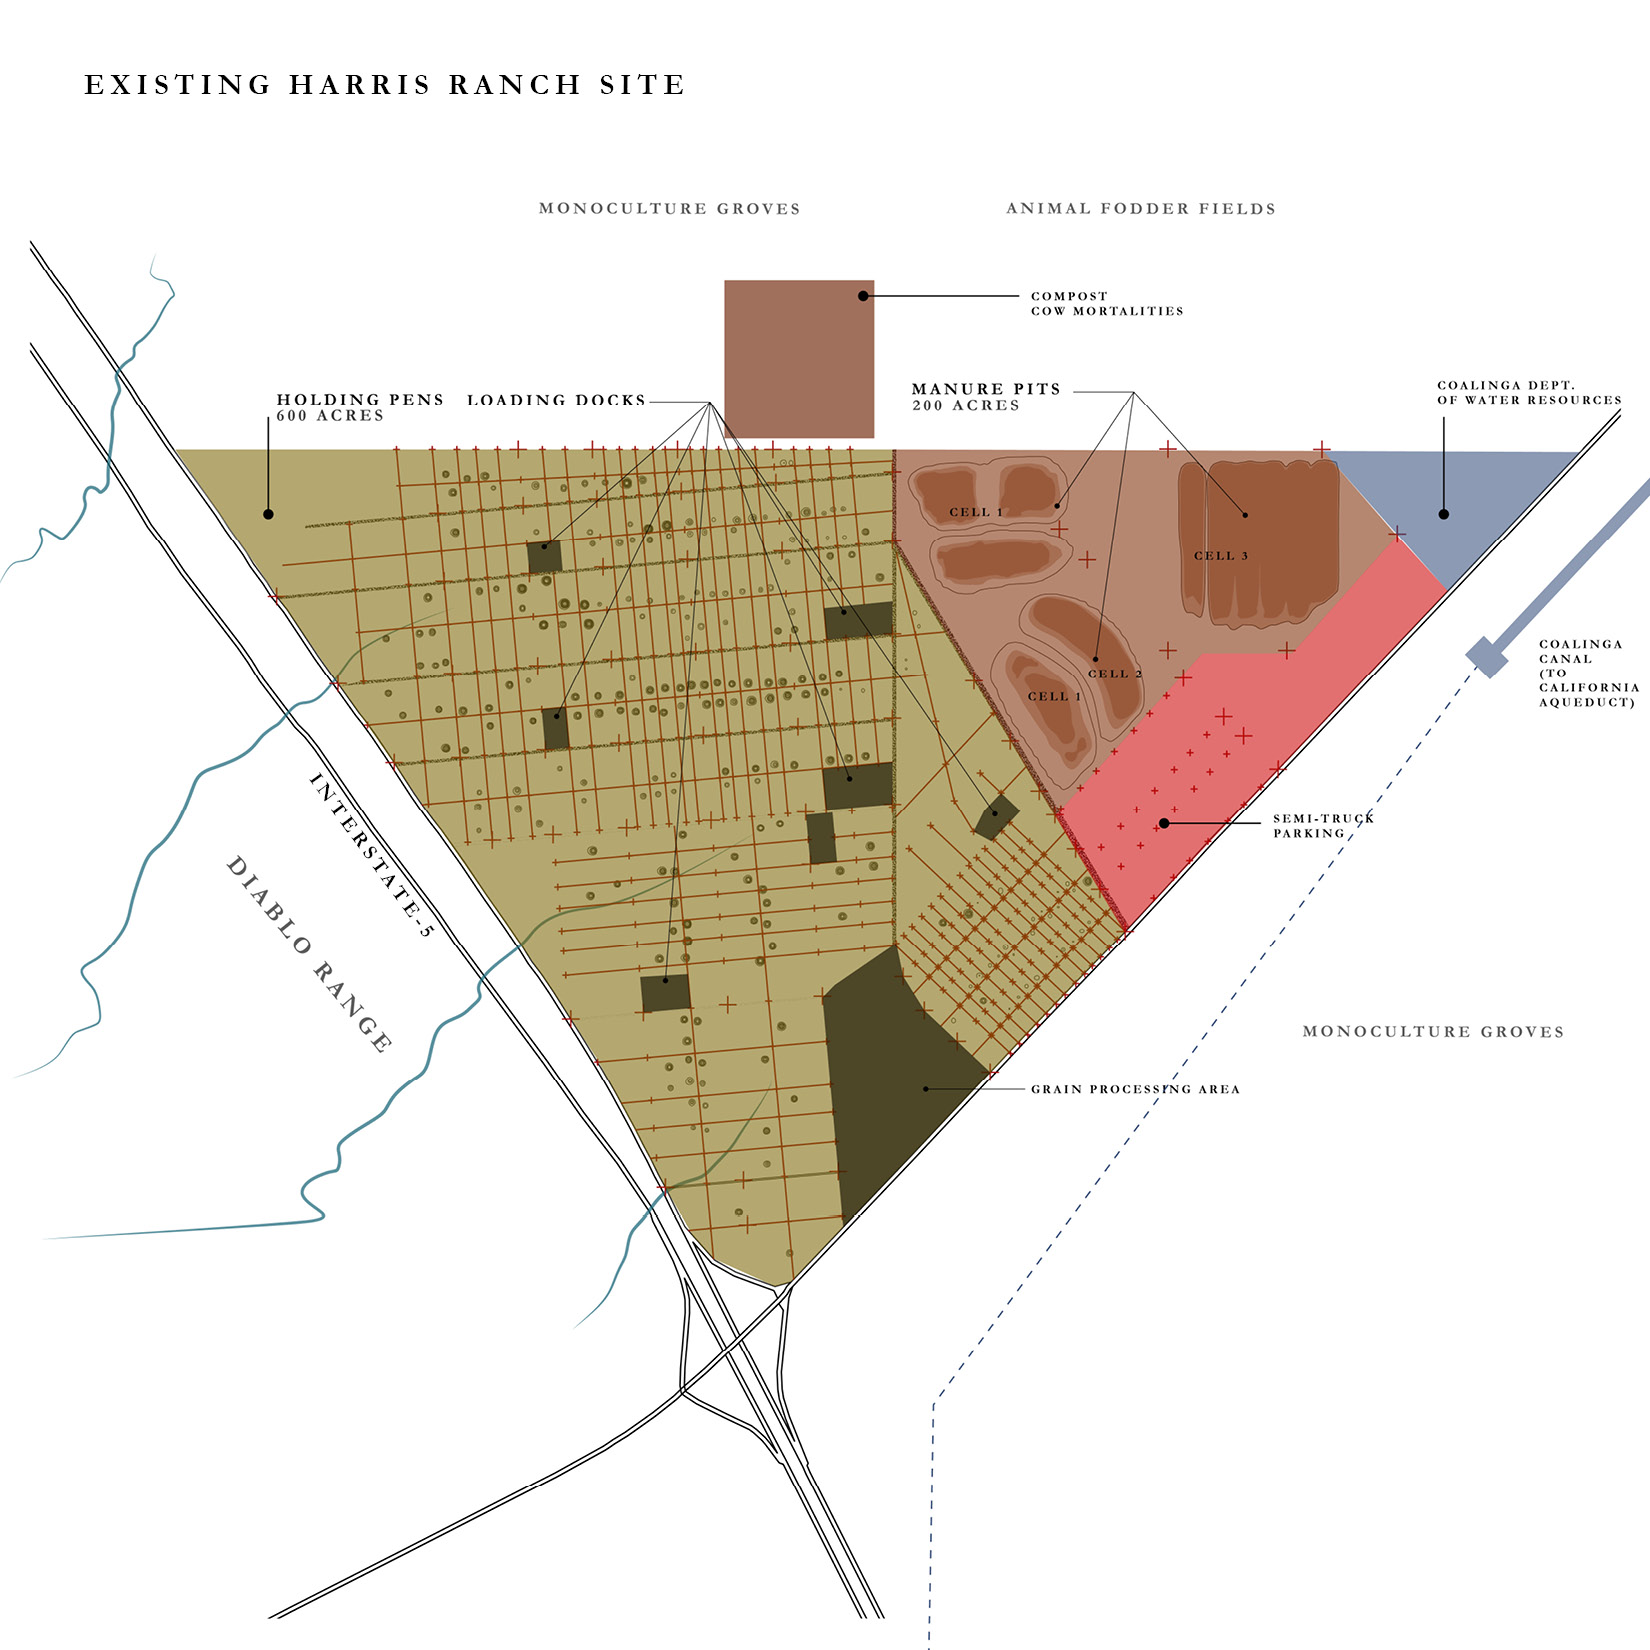 EXISTING HARRIS RANCH SITE
MONOCULTURE GROVES
ANIMAL FODDER FIELDS
COMPOST
COW MORTALITIES
HOLDING PENS
600 ACRES
LOADING DOCKS
MANURE PITS
200 ACRES
COALINGA DEPT.
OF WATER RESOURCES
CELL 1
CELL 3
CELL 2
CELL 1
COALINGA
CANAL
(TO
CALIFORNIA
AQUEDUCT)
INTERSTATE-5
DIABLO RANGE
SEMI-TRUCK
PARKING
MONOCULTURE GROVES
GRAIN PROCESSING AREA